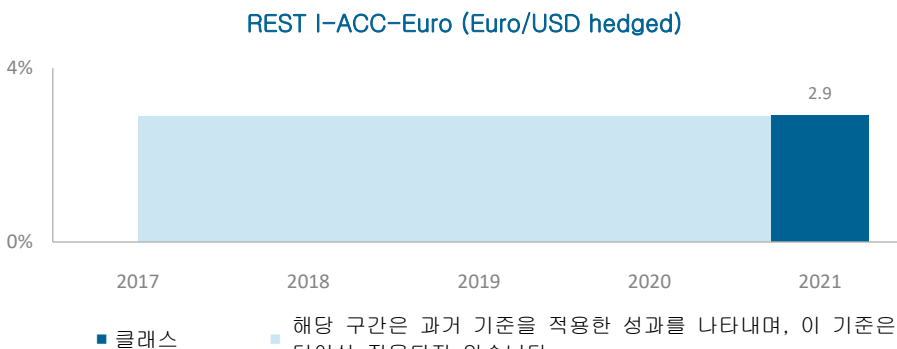 REST I-ACC-Euro (Euro/USD hedged)
4%
2.9
0%
2017 2018 2019 2020 2021
클래스
해당 구간은 과거 기준을 적용한 성과를 나타내며, 이 기준은